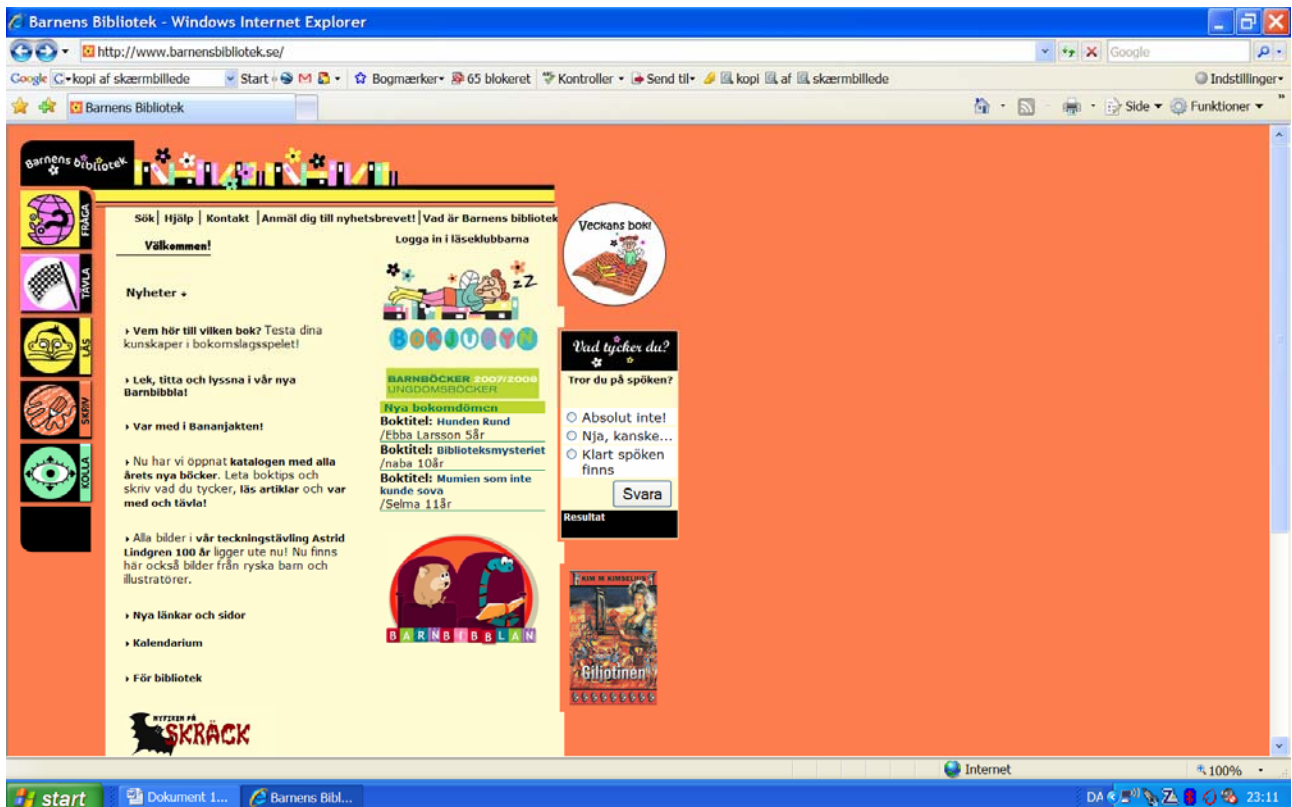 Barnens Bibliotek - Windows Internet Explorer
http://www.barnensbibliotek.se/
Google
Google kopi af skærmbillede Start Bogmærker 65 blokeret Kontroller Send til kopi af skærmbillede Indstillinger
Barnens Bibliotek Side Funktioner
Barnens bibliotek
FRÅGA
TÄVLA
LÄS
SKRIV
KOLLA
Sök| Hjälp | Kontakt |Anmäl dig till nyhetsbrevet! |Vad är Barnens bibliotek
Välkommen!
Nyheter
Vem hör till vilken bok? Testa dina
kunskaper i bokomslagsspelet!
Lek, titta och lyssna i vår nya
Barnbibbla!
Var med i Bananjakten!
Nu har vi öppnat katalogen med alla
årets nya böcker. Leta boktips och
skriv vad du tycker, läs artiklar och var
med och tävla!
Alla bilder i vår teckningstävling Astrid
Lindgren 100 år ligger ute nu! Nu finns
här också bilder från ryska barn och
illustratörer.
Nya länkar och sidor
Kalendarium
För bibliotek
NYFIKEN PÅ
SKRÄCK
Logga in i läseklubbarna
zZ
BOKJURYN
BARNBÖCKER 2007/2008
UNGDOMSBÖCKER
Nya bokomdömen
Boktitel: Hunden Rund
/Ebba Larsson 5år
Boktitel: Biblioteksmysteriet
/naba 10år
Boktitel: Mumien som inte
kunde sova
/Selma 11år
BARNBIBBLAN
Veckans bok!
Vad tycker du?
Tror du på spöken?
Absolut inte!
Nja, kanske...
Klart spöken
finns
Svara
Resultat
KIM M KIMSELIUS
Giljotinen
Internet 100%
start Dokument 1... Barnens Bibl... DA 23:11